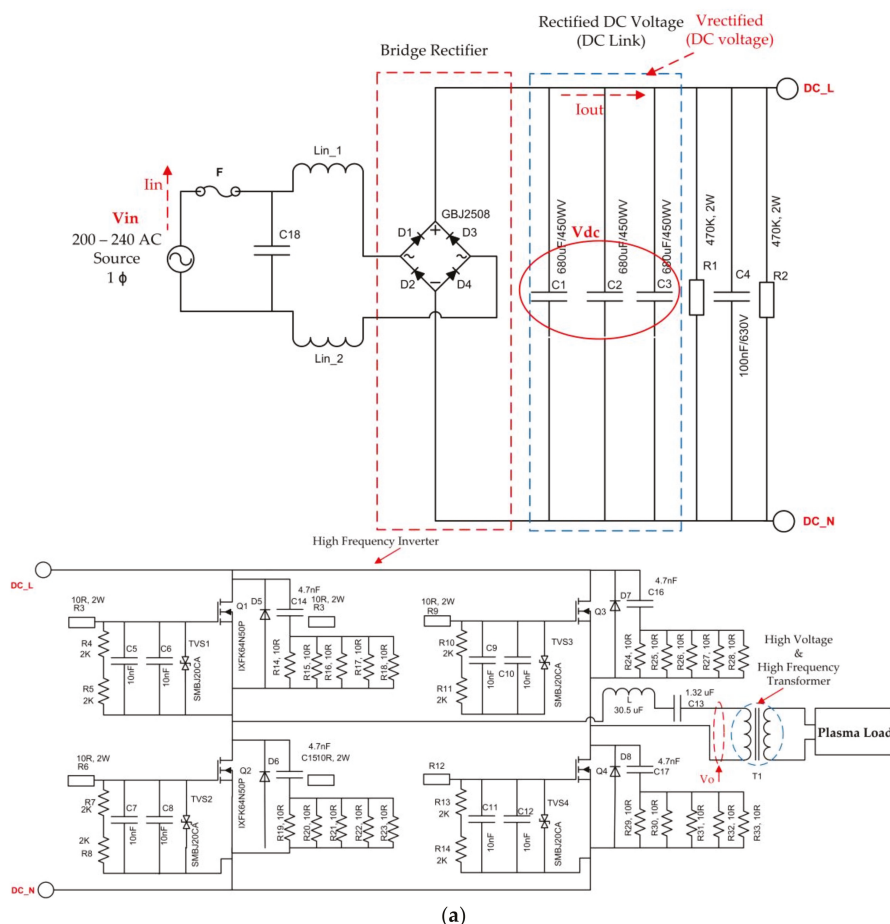 Rectified DC Voltage
(DC Link)
Vrectified
(DC voltage)
Bridge Rectifier
DC_L
Iout
Lin_1
F
Iin
Vin
200 – 240 AC
Source
1 ϕ
C18
GBJ2508
D1
D3
D2
D4
+
−
~
~
Lin_2
Vdc
680uF/450WV
680uF/450WV
680uF/450WV
C1
C2
C3
470K, 2W
R1
C4
100nF/630V
470K, 2W
R2
DC_N
High Frequency Inverter
DC_L
10R, 2W
R3
R4
2K
R5
2K
C5
10nF
C6
10nF
TVS1
SMBJ20CA
Q1
IXFK64N50P
D5
4.7nF
C14
10R, 2W
R3
R14, 10R
R15, 10R
R16, 10R
R17, 10R
R18, 10R
10R, 2W
R9
R10
2K
R11
2K
C9
10nF
C10
10nF
TVS3
SMBJ20CA
Q3
D7
4.7nF
C16
R24, 10R
R25, 10R
R26, 10R
R27, 10R
R28, 10R
High Voltage
&
High Frequency
Transformer
L
30.5 uF
1.32 uF
C13
Vo
T1
Plasma Load
10R, 2W
R6
R7
2K
2K
R8
C7
10nF
C8
10nF
TVS2
SMBJ20CA
Q2
IXFK64N50P
D6
4.7nF
C1510R, 2W
R19, 10R
R20, 10R
R21, 10R
R22, 10R
R23, 10R
R12
R13
2K
R14
2K
C11
10nF
C12
10nF
TVS4
SMBJ20CA
Q4
D8
4.7nF
C17
R29, 10R
R30, 10R
R31, 10R
R32, 10R
R33, 10R
DC_N
(a)